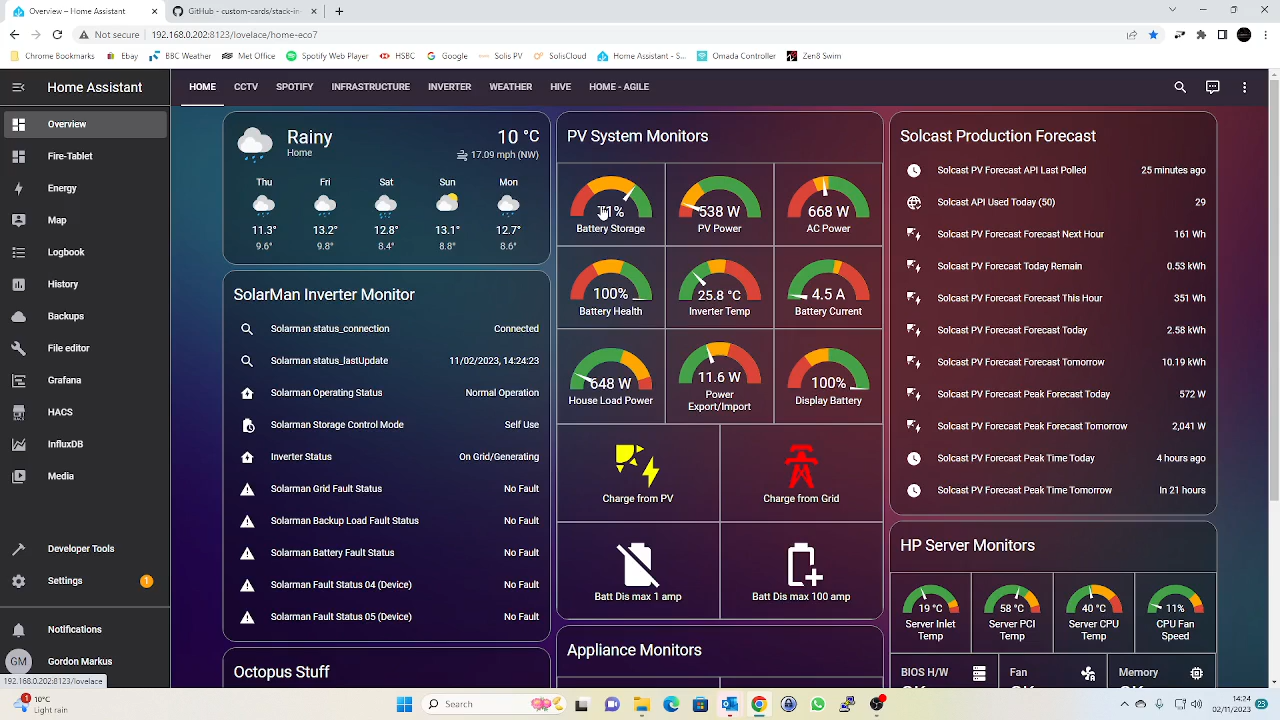 Overview – Home Assistant
GitHub - custom-cards/stack-in-
Not secure 192.168.0.202:8123/lovelace/home-eco7
Chrome Bookmarks Ebay BBC Weather Met Office Spotify Web Player HSBC Google Solis PV SolisCloud Home Assistant - S... Omada Controller Zen8 Swim
Home Assistant
HOME CCTV SPOTIFY INFRASTRUCTURE INVERTER WEATHER HIVE HOME - AGILE
Overview
Fire-Tablet
Energy
Map
Logbook
History
Backups
File editor
Grafana
HACS
InfluxDB
Media
Developer Tools
Settings 1
Notifications
GM Gordon Markus
192.168.0.202:8123/lovelace
Rainy 10 °C
Home 17.09 mph (NW)
Thu Fri Sat Sun Mon
11.3° 13.2° 12.8° 13.1° 12.7°
9.6° 9.8° 8.4° 8.8° 8.6°
SolarMan Inverter Monitor
Solarman status_connection Connected
Solarman status_lastUpdate 11/02/2023, 14:24:23
Solarman Operating Status Normal Operation
Solarman Storage Control Mode Self Use
Inverter Status On Grid/Generating
Solarman Grid Fault Status No Fault
Solarman Backup Load Fault Status No Fault
Solarman Battery Fault Status No Fault
Solarman Fault Status 04 (Device) No Fault
Solarman Fault Status 05 (Device) No Fault
Octopus Stuff
PV System Monitors
538 W 668 W
Battery Storage PV Power AC Power
100% 25.8 °C 4.5 A
Battery Health Inverter Temp Battery Current
648 W 11.6 W 100%
House Load Power Power Export/Import Display Battery
Charge from PV Charge from Grid
Batt Dis max 1 amp Batt Dis max 100 amp
Appliance Monitors
Solcast Production Forecast
Solcast PV Forecast API Last Polled 25 minutes ago
Solcast API Used Today (50) 29
Solcast PV Forecast Forecast Next Hour 161 Wh
Solcast PV Forecast Today Remain 0.53 kWh
Solcast PV Forecast Forecast This Hour 351 Wh
Solcast PV Forecast Forecast Today 2.58 kWh
Solcast PV Forecast Forecast Tomorrow 10.19 kWh
Solcast PV Forecast Peak Forecast Today 572 W
Solcast PV Forecast Peak Forecast Tomorrow 2,041 W
Solcast PV Forecast Peak Time Today 4 hours ago
Solcast PV Forecast Peak Time Tomorrow In 21 hours
HP Server Monitors
19 °C 58 °C 40 °C 11%
Server Inlet Temp Server PCI Temp Server CPU Temp CPU Fan Speed
BIOS H/W Fan Memory
1 10°C
Light rain
Search
14:24
02/11/2023 23